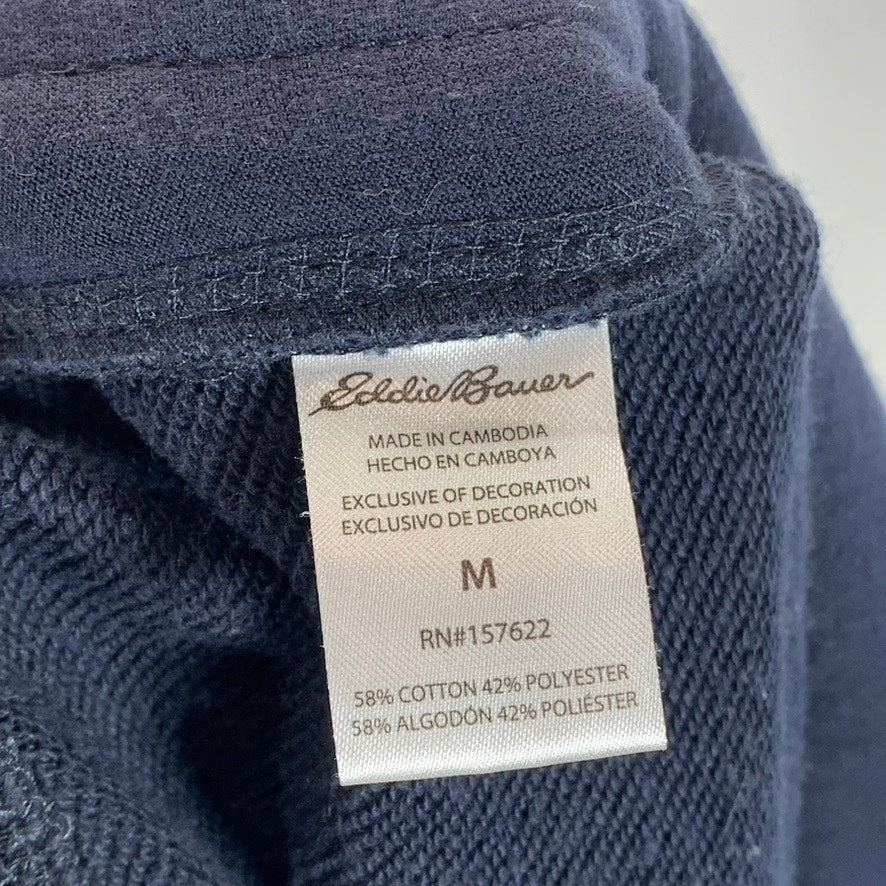 Eddie Bauer
MADE IN CAMBODIA
HECHO EN CAMBOYA
EXCLUSIVE OF DECORATION
EXCLUSIVO DE DECORACIÓN
M
RN#157622
58% COTTON 42% POLYESTER
58% ALGODÓN 42% POLIÉSTER